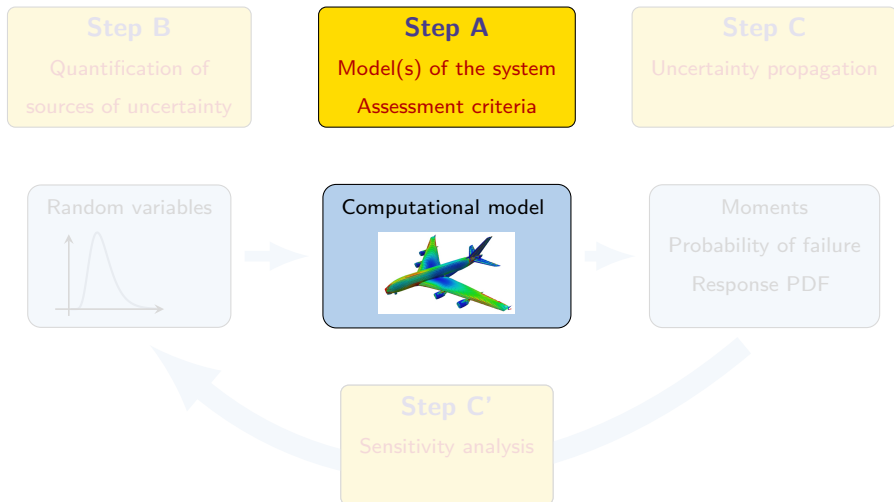 Step B
Quantification of
sources of uncertainty
Step A
Model(s) of the system
Assessment criteria
Step C
Uncertainty propagation
Random variables
Computational model
Moments
Probability of failure
Response PDF
Step C'
Sensitivity analysis